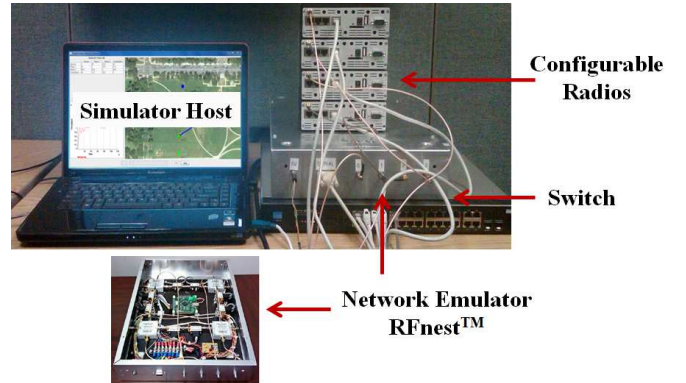 Configurable
Radios
Simulator Host
Switch
Network Emulator
RFnest™